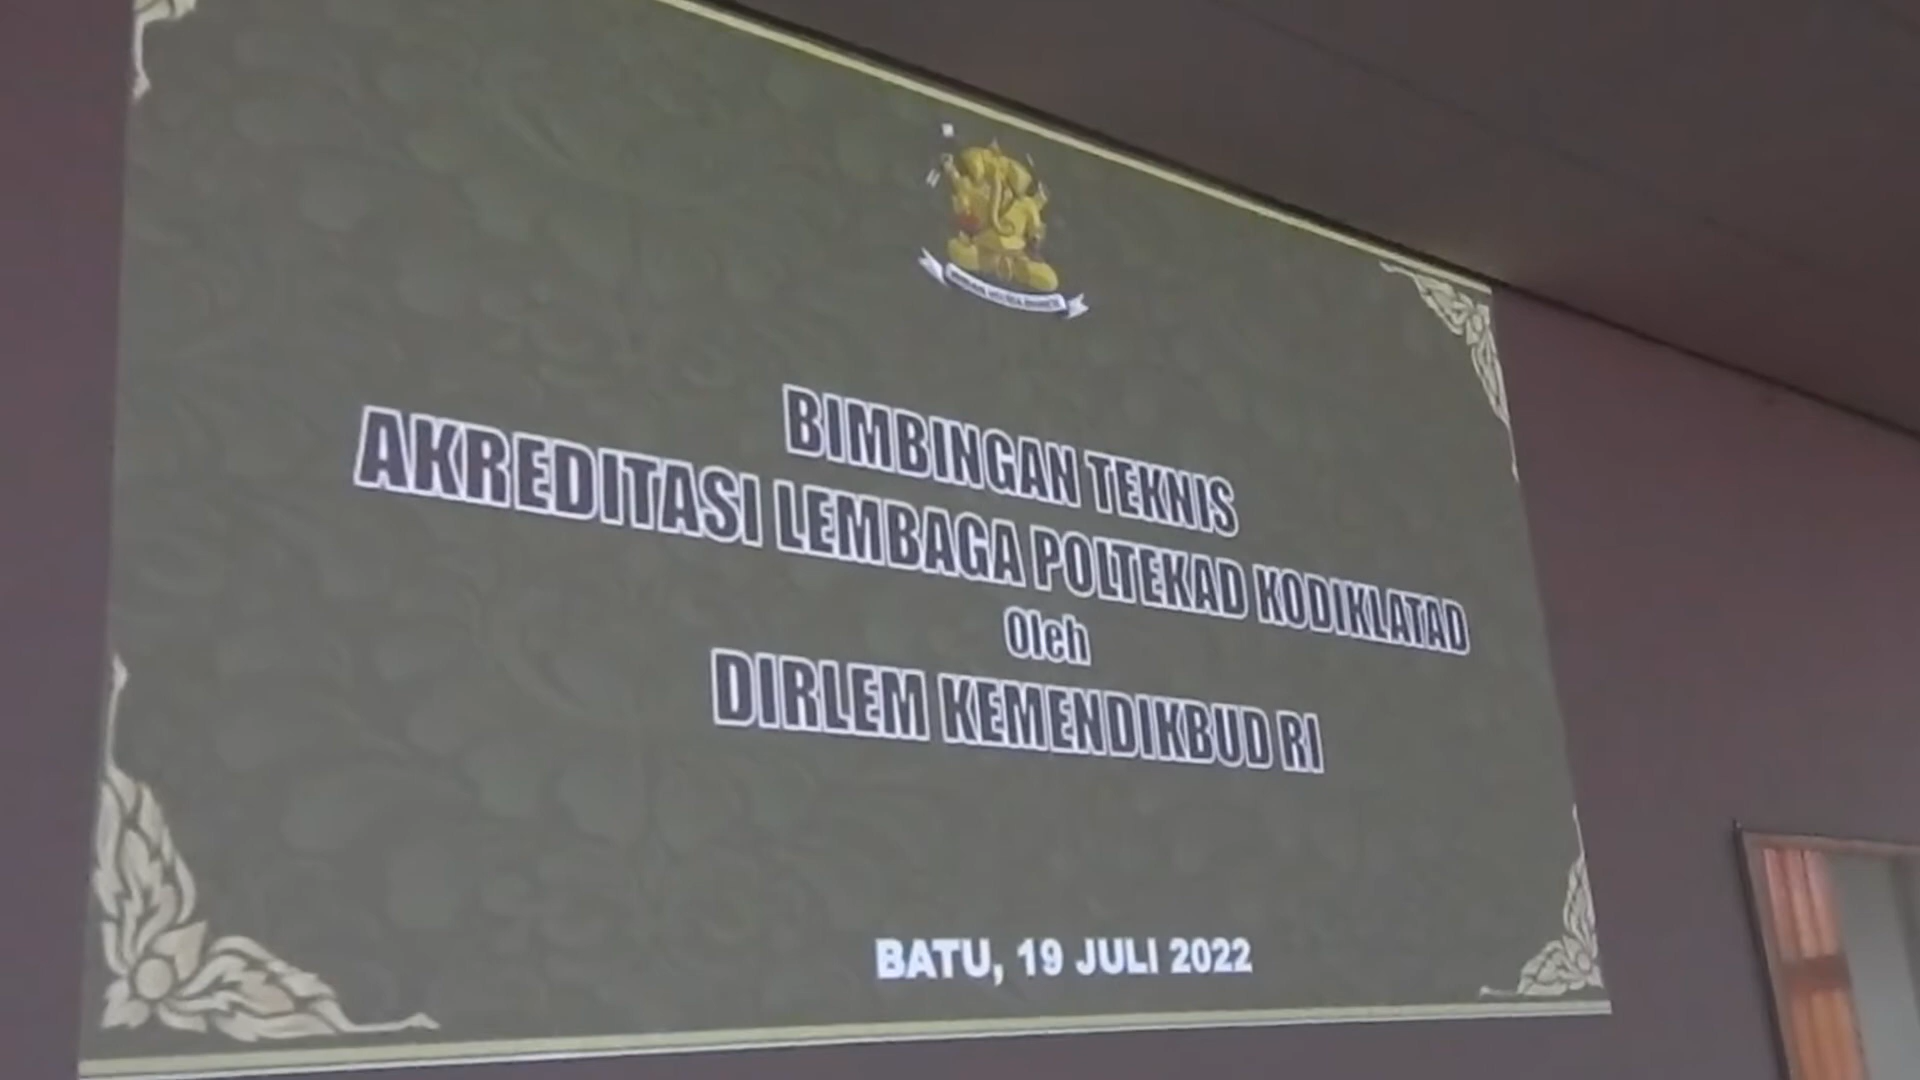 BIMBINGAN TEKNIS
AKREDITASI LEMBAGA POLTEKAD KODIKLATAD
Oleh
DIRLEM KEMENDIKBUD RI
BATU, 19 JULI 2022